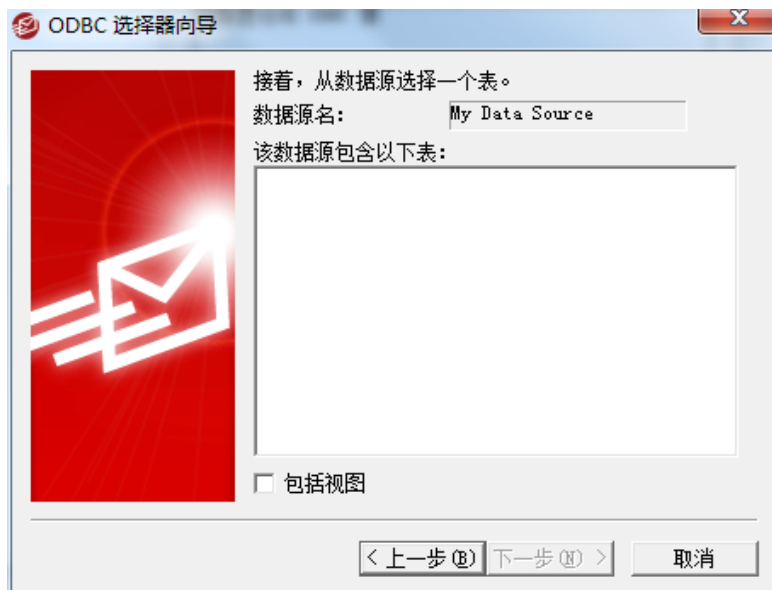 ODBC 选择器向导
接着，从数据源选择一个表。
数据源名： My Data Source
该数据源包含以下表：
包括视图
< 上一步(B) 下一步(N) > 取消